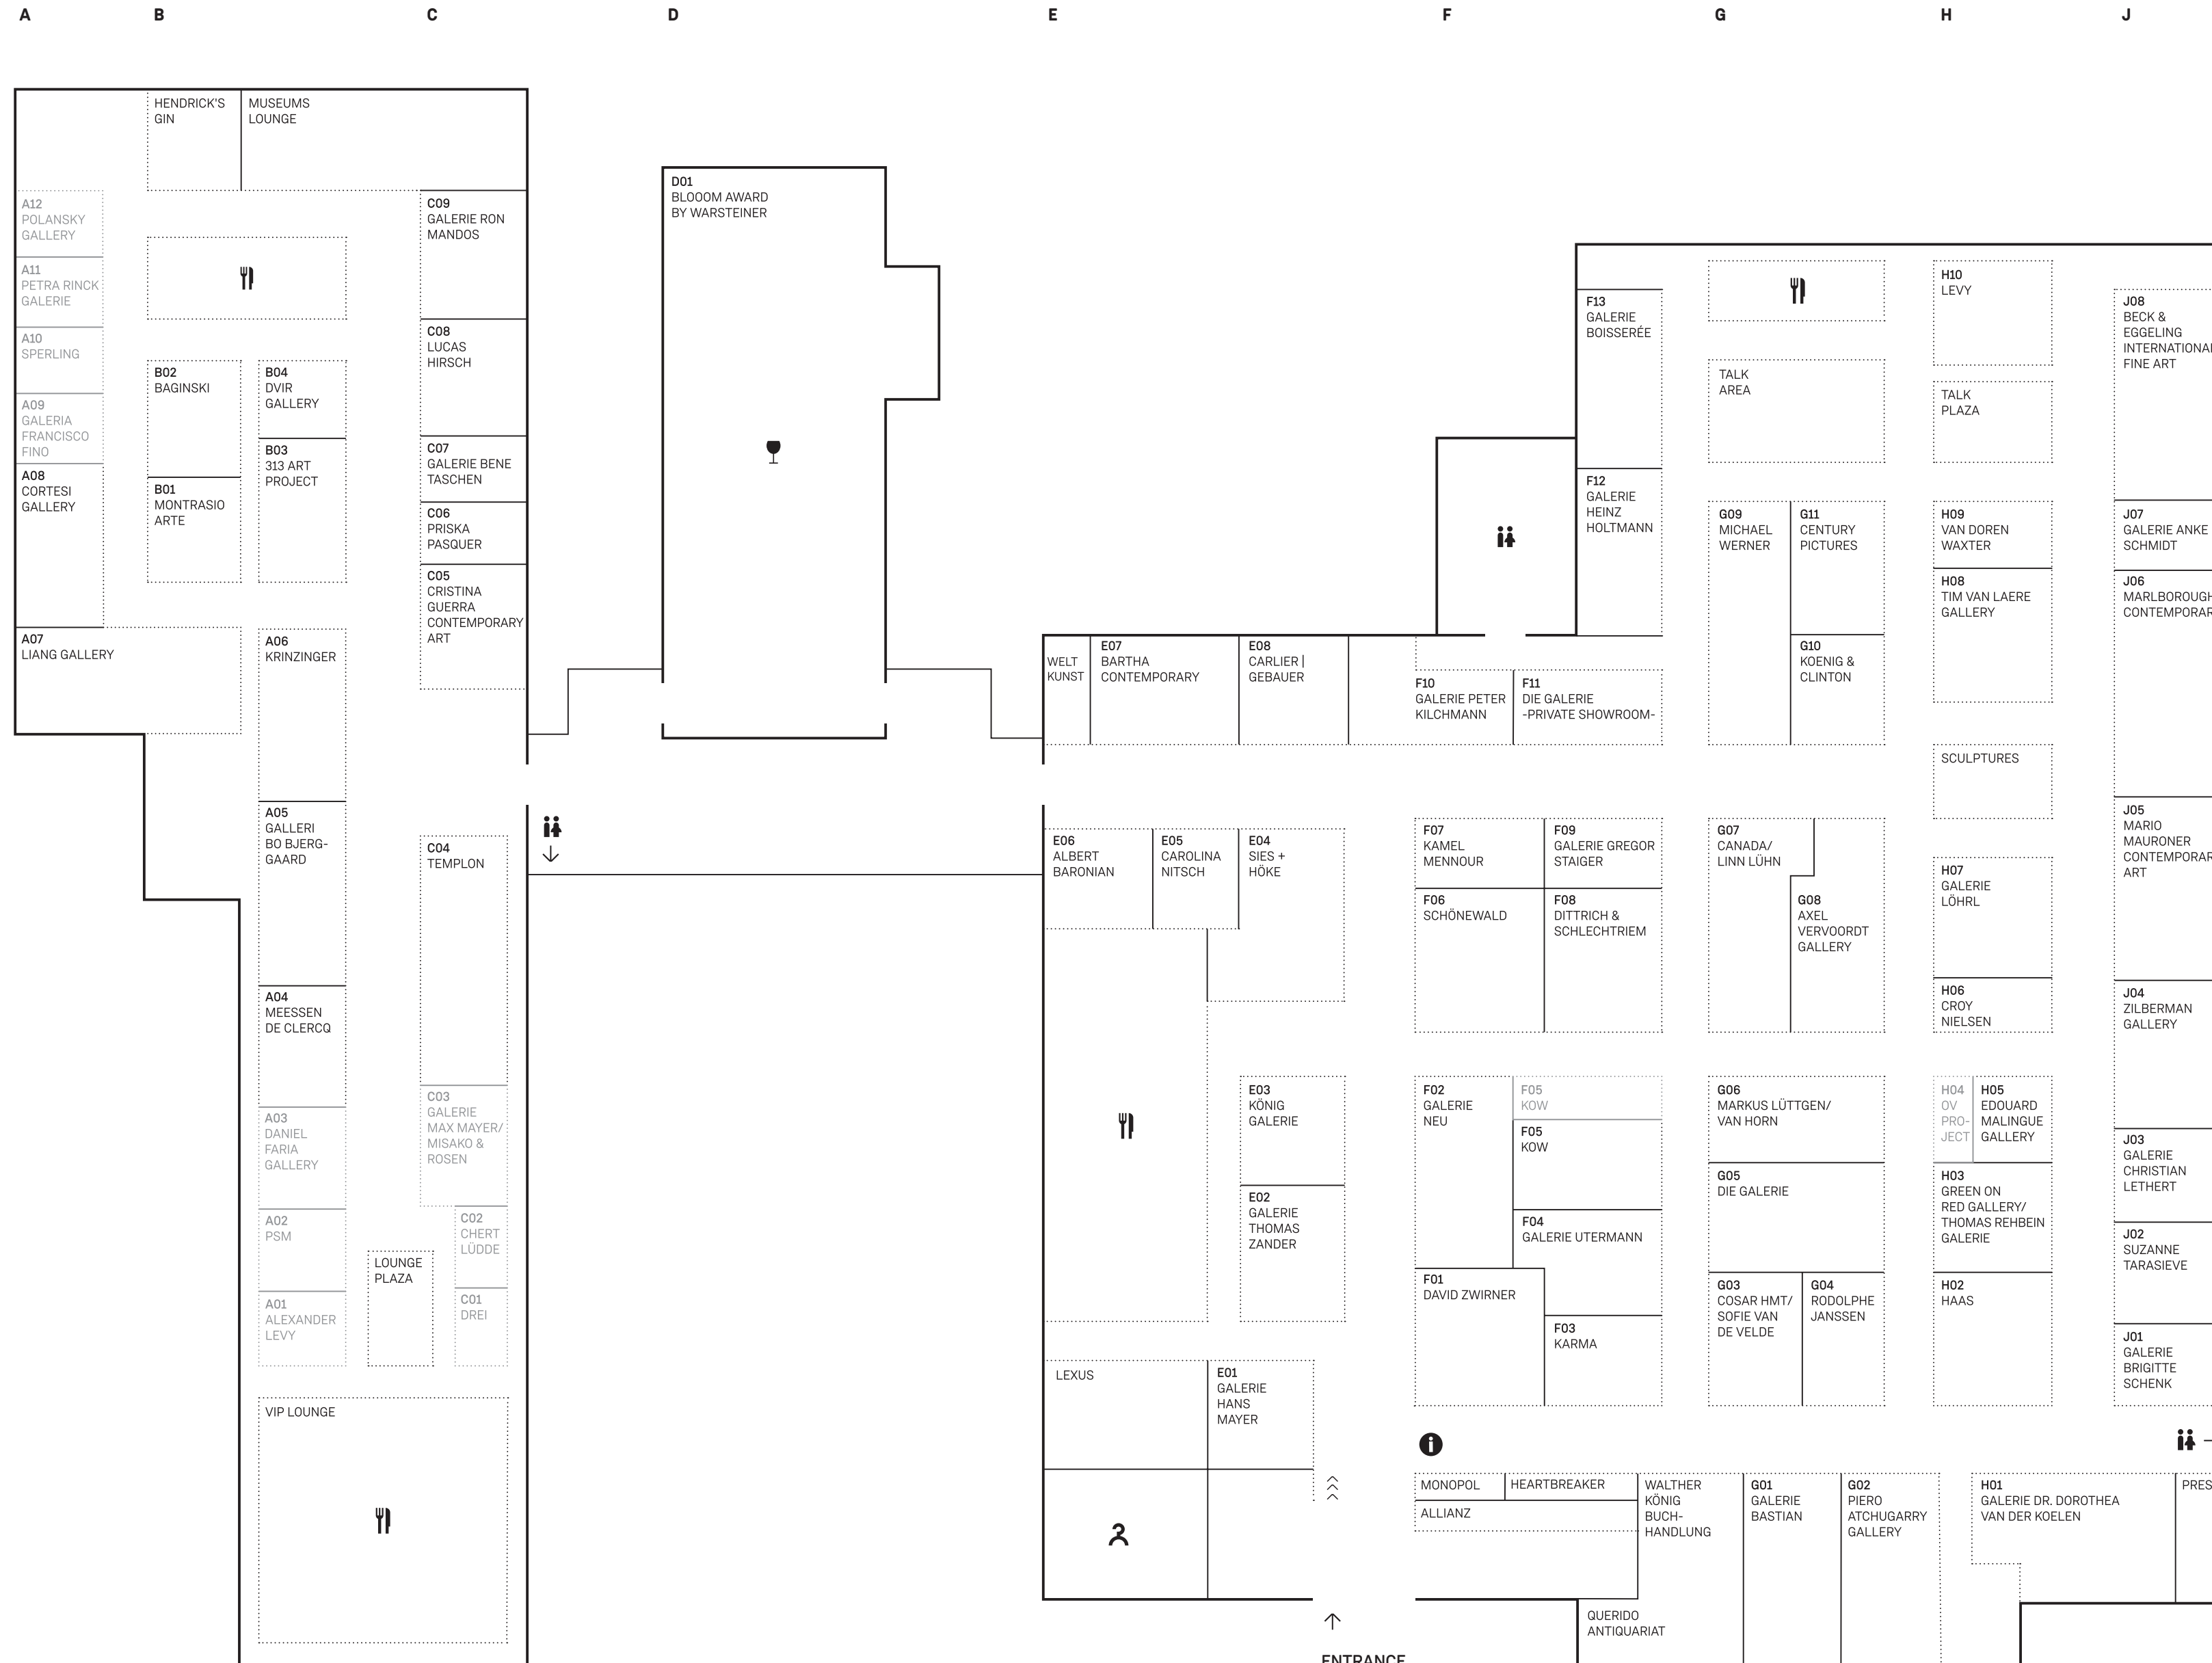 A
B
C
D
E
F
G
H
J
HENDRICK'S
GIN
MUSEUMS
LOUNGE
A12
POLANSKY
GALLERY
A11
PETRA RINCK
GALERIE
A10
SPERLING
A09
GALERIA
FRANCISCO
FINO
A08
CORTESI
GALLERY
A07
LIANG GALLERY
B02
BAGINSKI
B01
MONTRASIO
ARTE
B04
DVIR
GALLERY
B03
313 ART
PROJECT
A06
KRINZINGER
A05
GALLERI
BO BJERG-
GAARD
A04
MEESSEN
DE CLERCQ
A03
DANIEL
FARIA
GALLERY
A02
PSM
A01
ALEXANDER
LEVY
LOUNGE
PLAZA
VIP LOUNGE
C09
GALERIE RON
MANDOS
C08
LUCAS
HIRSCH
C07
GALERIE BENE
TASCHEN
C06
PRISKA
PASQUER
C05
CRISTINA
GUERRA
CONTEMPORARY
ART
C04
TEMPLON
C03
GALERIE
MAX MAYER/
MISAKO &
ROSEN
C02
CHERT
LÜDDE
C01
DREI
D01
BLOOOM AWARD
BY WARSTEINER
WELT
KUNST
E07
BARTHA
CONTEMPORARY
E08
CARLIER |
GEBAUER
E06
ALBERT
BARONIAN
E05
CAROLINA
NITSCH
E04
SIES +
HÖKE
E03
KÖNIG
GALERIE
E02
GALERIE
THOMAS
ZANDER
LEXUS
E01
GALERIE
HANS
MAYER
ENTRANCE
F13
GALERIE
BOISSERÉE
F12
GALERIE
HEINZ
HOLTMANN
F10
GALERIE PETER
KILCHMANN
F11
DIE GALERIE
-PRIVATE SHOWROOM-
F07
KAMEL
MENNOUR
F09
GALERIE GREGOR
STAIGER
F06
SCHÖNEWALD
F08
DITTRICH &
SCHLECHTRIEM
F02
GALERIE
NEU
F05
KOW
F05
KOW
F04
GALERIE UTERMANN
F01
DAVID ZWIRNER
F03
KARMA
MONOPOL
HEARTBREAKER
ALLIANZ
WALTHER
KÖNIG
BUCH-
HANDLUNG
QUERIDO
ANTIQUARIAT
TALK
AREA
G09
MICHAEL
WERNER
G11
CENTURY
PICTURES
G10
KOENIG &
CLINTON
G07
CANADA/
LINN LÜHN
G08
AXEL
VERVOORDT
GALLERY
G06
MARKUS LÜTTGEN/
VAN HORN
G05
DIE GALERIE
G03
COSAR HMT/
SOFIE VAN
DE VELDE
G04
RODOLPHE
JANSSEN
G01
GALERIE
BASTIAN
G02
PIERO
ATCHUGARRY
GALLERY
H10
LEVY
TALK
PLAZA
H09
VAN DOREN
WAXTER
H08
TIM VAN LAERE
GALLERY
SCULPTURES
H07
GALERIE
LÖHRL
H06
CROY
NIELSEN
H04
OV
PRO-
JECT
H05
EDOUARD
MALINGUE
GALLERY
H03
GREEN ON
RED GALLERY/
THOMAS REHBEIN
GALERIE
H02
HAAS
H01
GALERIE DR. DOROTHEA
VAN DER KOELEN
J08
BECK &
EGGELING
INTERNATIONAL
FINE ART
J07
GALERIE ANKE
SCHMIDT
J06
MARLBOROUGH
CONTEMPORAR
J05
MARIO
MAURONER
CONTEMPORAR
ART
J04
ZILBERMAN
GALLERY
J03
GALERIE
CHRISTIAN
LETHERT
J02
SUZANNE
TARASIEVE
J01
GALERIE
BRIGITTE
SCHENK
PRES